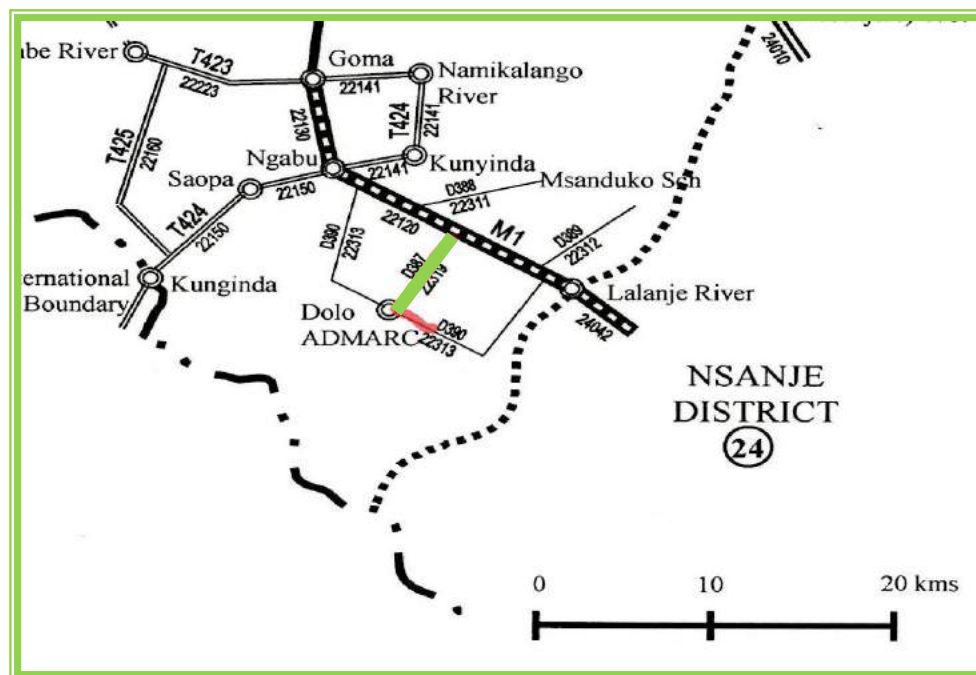 24010
Goma
T423
22223
22141
Namikalango
River
T425
22160
22130
T424
22141
Ngabu
22141
Kunyinda
Saopa
22150
D388
22311
Msanduko Sch
T424
22150
22120
M1
D389
22312
D390
22313
D387
22319
Kunginda
Boundary
Lalanje River
24042
Dolo
ADMARC
D390
22313
NSANJE
DISTRICT
24
0 10 20 kms
River